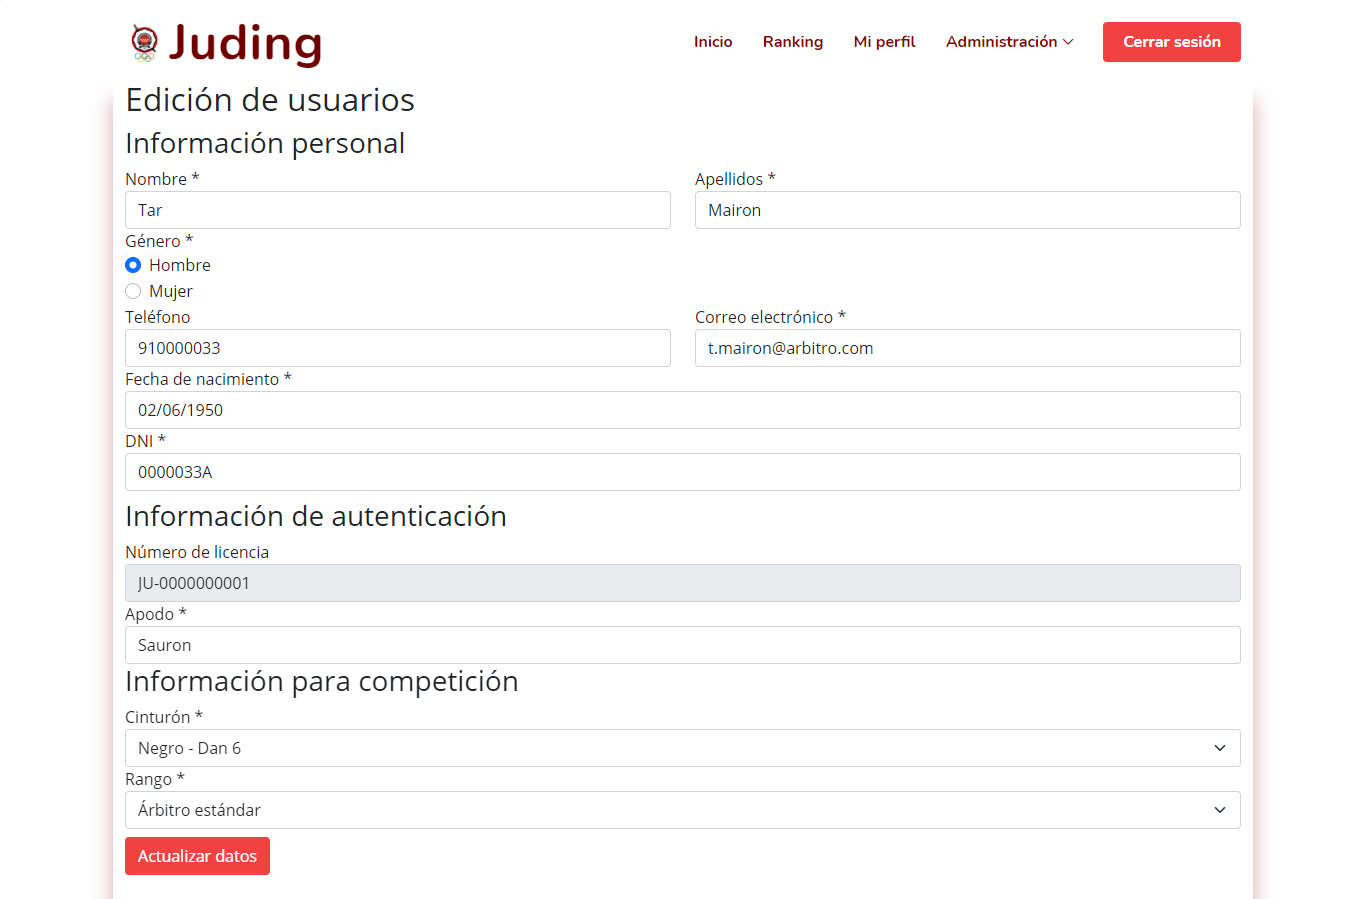 Juding
Inicio Ranking Mi perfil Administración Cerrar sesión
Edición de usuarios
Información personal
Nombre * Apellidos *
Tar Mairon
Género *
Hombre
Mujer
Teléfono Correo electrónico *
910000033 t.mairon@arbitro.com
Fecha de nacimiento *
02/06/1950
DNI *
0000033A
Información de autenticación
Número de licencia
JU-0000000001
Apodo *
Sauron
Información para competición
Cinturón *
Negro - Dan 6
Rango *
Árbitro estándar
Actualizar datos